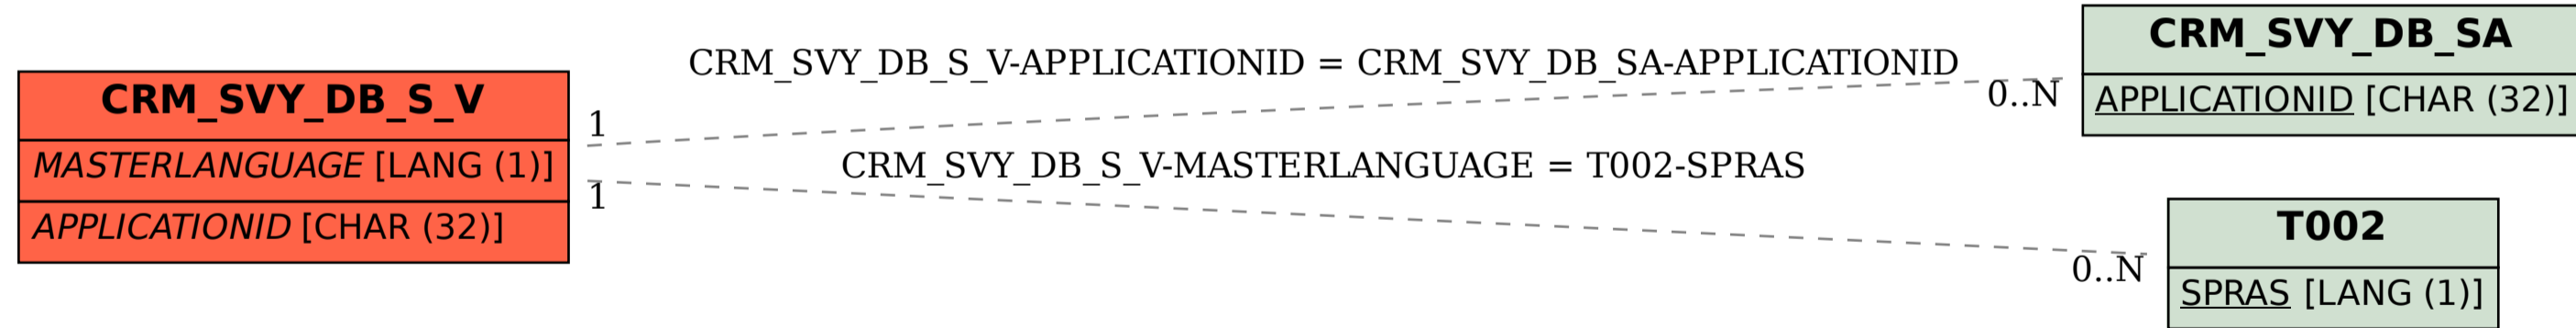 CRM_SVY_DB_S_V
MASTERLANGUAGE [LANG (1)]
APPLICATIONID [CHAR (32)]
CRM_SVY_DB_S_V-APPLICATIONID = CRM_SVY_DB_SA-APPLICATIONID
1
0..N
CRM_SVY_DB_S_V-MASTERLANGUAGE = T002-SPRAS
1
0..N
CRM_SVY_DB_SA
APPLICATIONID [CHAR (32)]
T002
SPRAS [LANG (1)]